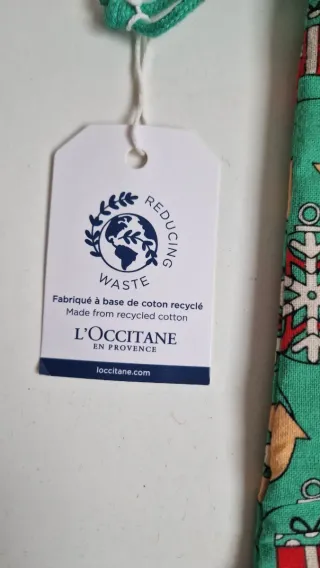 REDUCING
WASTE
Fabriqué à base de coton recyclé
Made from recycled cotton
L'OCCITANE
EN PROVENCE
loccitane.com